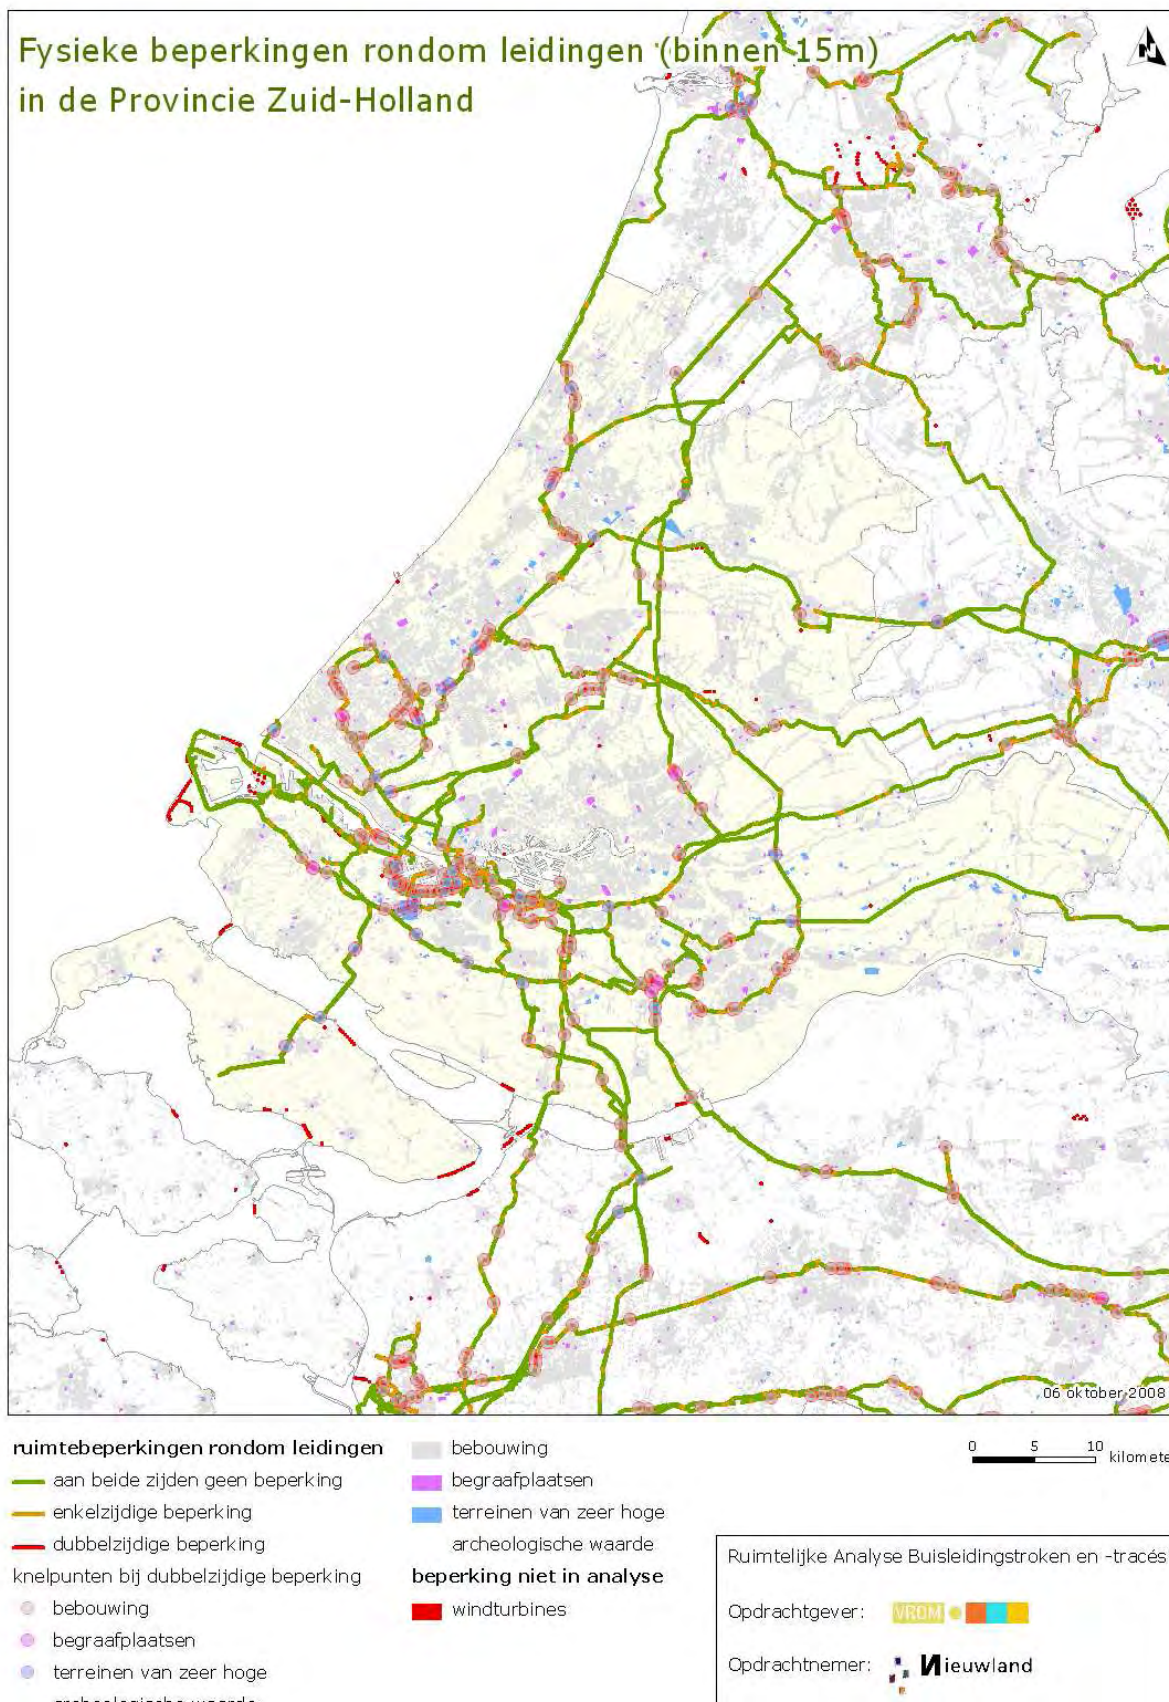 Fysieke beperkingen rondom leidingen (binnen 15m)
in de Provincie Zuid-Holland
N
06 oktober 2008
ruimtebeperkingen rondom leidingen
aan beide zijden geen beperking
enkelzijdige beperking
dubbelzijdige beperking
knelpunten bij dubbelzijdige beperking
bebouwing
begraafplaatsen
terreinen van zeer hoge
archeologische waarde
bebouwing
begraafplaatsen
terreinen van zeer hoge
archeologische waarde
beperking niet in analyse
windturbines
0 5 10
kilomete
Ruimtelijke Analyse Buisleidingstroken en -tracés
Opdrachtgever: VROM
Opdrachtnemer: Nieuwland